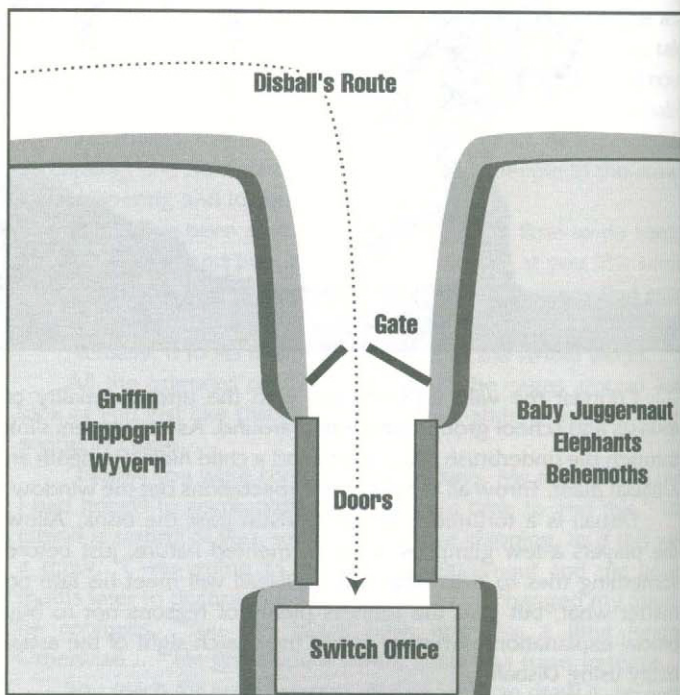 Disball's Route
Gate
Griffin
Hippogriff
Wyvern
Baby Juggernaut
Elephants
Behemoths
Doors
Switch Office